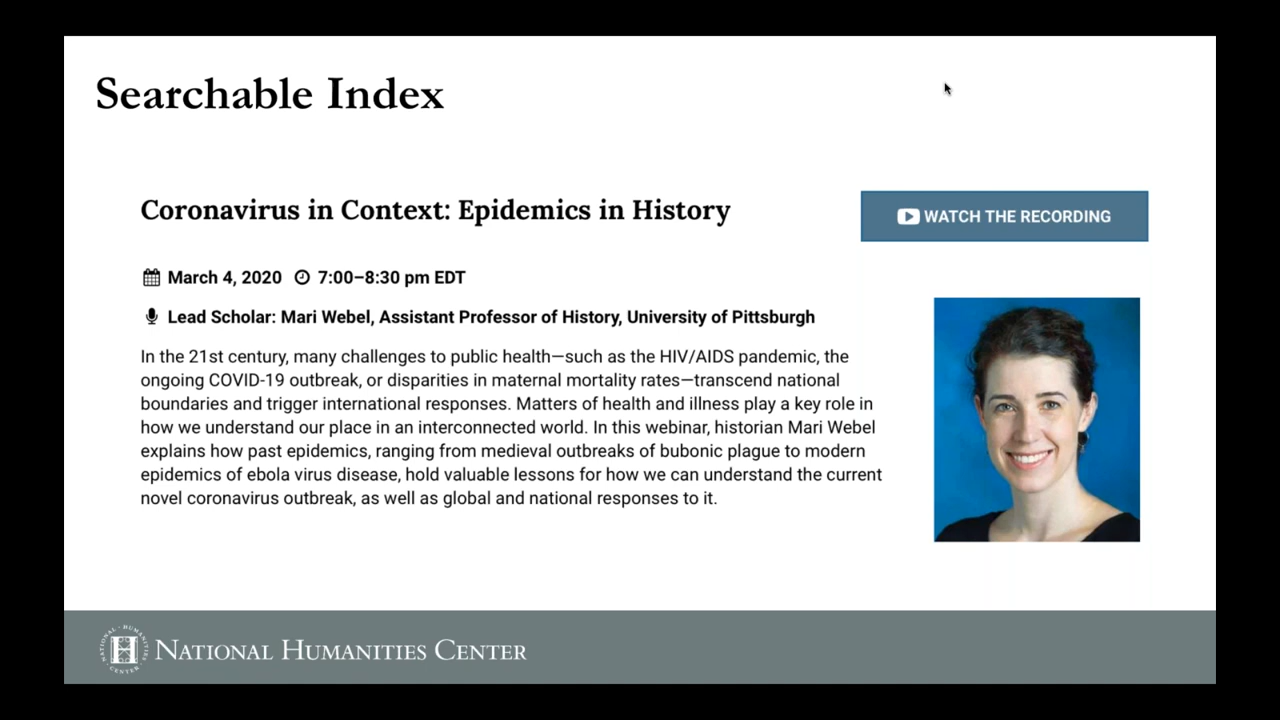 Searchable Index
Coronavirus in Context: Epidemics in History
WATCH THE RECORDING
March 4, 2020 7:00–8:30 pm EDT
Lead Scholar: Mari Webel, Assistant Professor of History, University of Pittsburgh
In the 21st century, many challenges to public health—such as the HIV/AIDS pandemic, the
ongoing COVID-19 outbreak, or disparities in maternal mortality rates—transcend national
boundaries and trigger international responses. Matters of health and illness play a key role in
how we understand our place in an interconnected world. In this webinar, historian Mari Webel
explains how past epidemics, ranging from medieval outbreaks of bubonic plague to modern
epidemics of ebola virus disease, hold valuable lessons for how we can understand the current
novel coronavirus outbreak, as well as global and national responses to it.
NATIONAL · HUMANITIES · CENTER
NATIONAL HUMANITIES CENTER